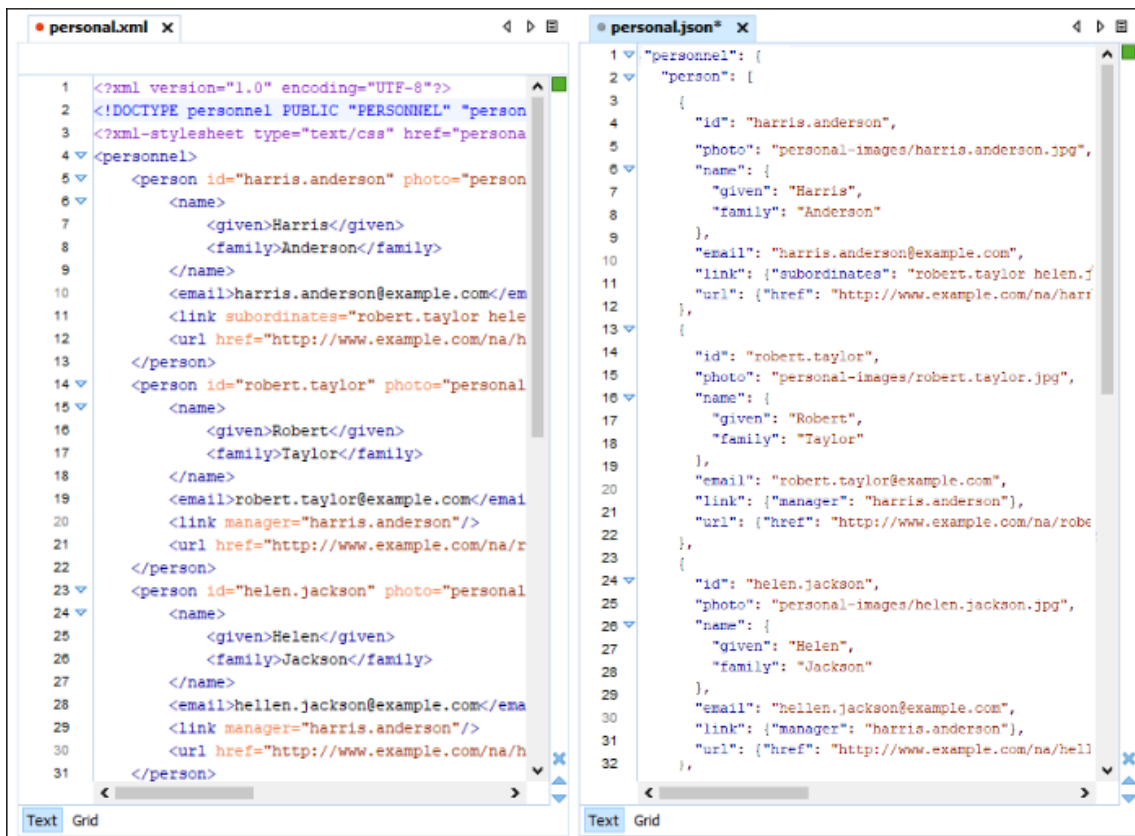 personal.xml
1 <?xml version="1.0" encoding="UTF-8"?>
2 <!DOCTYPE personnel PUBLIC "PERSONNEL" "person
3 <?xml-stylesheet type="text/css" href="persona
4 <personnel>
5 <person id="harris.anderson" photo="person
6 <name>
7 <given>Harris</given>
8 <family>Anderson</family>
9 </name>
10 <email>harris.anderson@example.com</em
11 <link subordinates="robert.taylor hele
12 <url href="http://www.example.com/na/h
13 </person>
14 <person id="robert.taylor" photo="personal
15 <name>
16 <given>Robert</given>
17 <family>Taylor</family>
18 </name>
19 <email>robert.taylor@example.com</emai
20 <link manager="harris.anderson"/>
21 <url href="http://www.example.com/na/r
22 </person>
23 <person id="helen.jackson" photo="personal
24 <name>
25 <given>Helen</given>
26 <family>Jackson</family>
27 </name>
28 <email>hellen.jackson@example.com</ema
29 <link manager="harris.anderson"/>
30 <url href="http://www.example.com/na/h
31 </person>
Text Grid
personal.json*
1 "personnel": {
2 "person": [
3 {
4 "id": "harris.anderson",
5 "photo": "personal-images/harris.anderson.jpg",
6 "name": {
7 "given": "Harris",
8 "family": "Anderson"
9 },
10 "email": "harris.anderson@example.com",
11 "link": {"subordinates": "robert.taylor helen.j
12 "url": {"href": "http://www.example.com/na/harr
},
13 {
14 "id": "robert.taylor",
15 "photo": "personal-images/robert.taylor.jpg",
16 "name": {
17 "given": "Robert",
18 "family": "Taylor"
19 },
20 "email": "robert.taylor@example.com",
21 "link": {"manager": "harris.anderson"},
22 "url": {"href": "http://www.example.com/na/robe
},
23 {
24 "id": "helen.jackson",
25 "photo": "personal-images/helen.jackson.jpg",
26 "name": {
27 "given": "Helen",
28 "family": "Jackson"
29 },
30 "email": "hellen.jackson@example.com",
31 "link": {"manager": "harris.anderson"},
32 "url": {"href": "http://www.example.com/na/hell
},
Text Grid